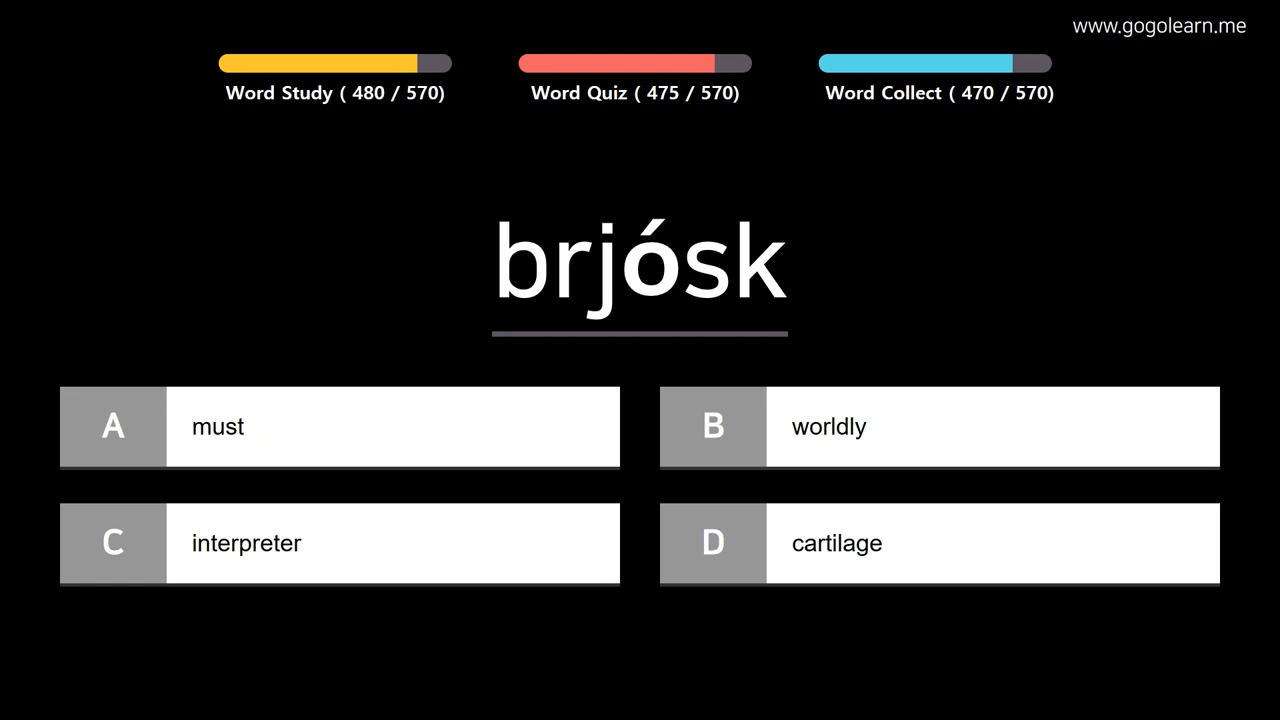 www.gogolearn.me
Word Study ( 480 / 570)
Word Quiz ( 475 / 570)
Word Collect ( 470 / 570)
brjósk
A must
B worldly
C interpreter
D cartilage